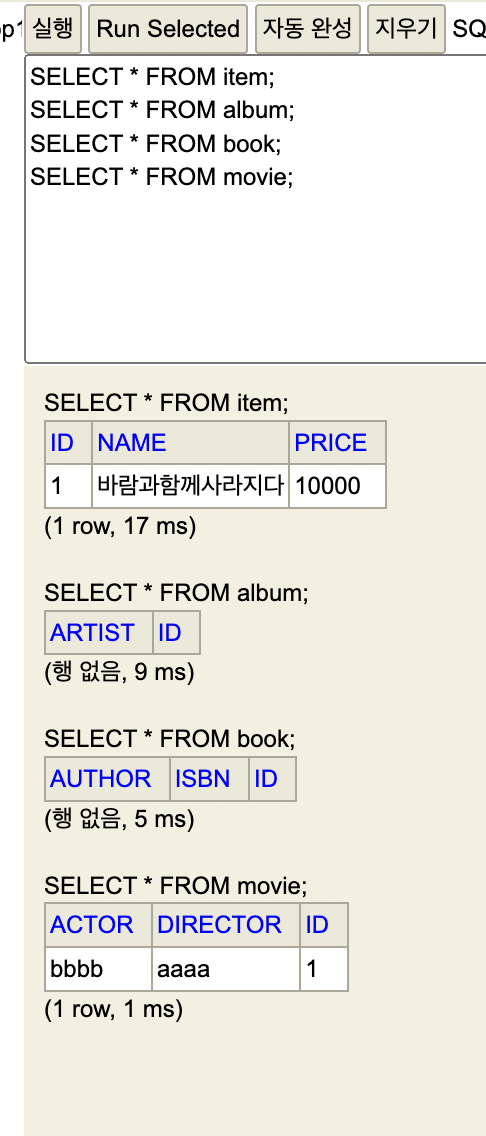 실행 Run Selected 자동 완성 지우기 SQ
SELECT * FROM item;
SELECT * FROM album;
SELECT * FROM book;
SELECT * FROM movie;
SELECT * FROM item;
ID NAME PRICE
1 바람과함께사라지다 10000
(1 row, 17 ms)
SELECT * FROM album;
ARTIST ID
(행 없음, 9 ms)
SELECT * FROM book;
AUTHOR ISBN ID
(행 없음, 5 ms)
SELECT * FROM movie;
ACTOR DIRECTOR ID
bbbb aaaa 1
(1 row, 1 ms)